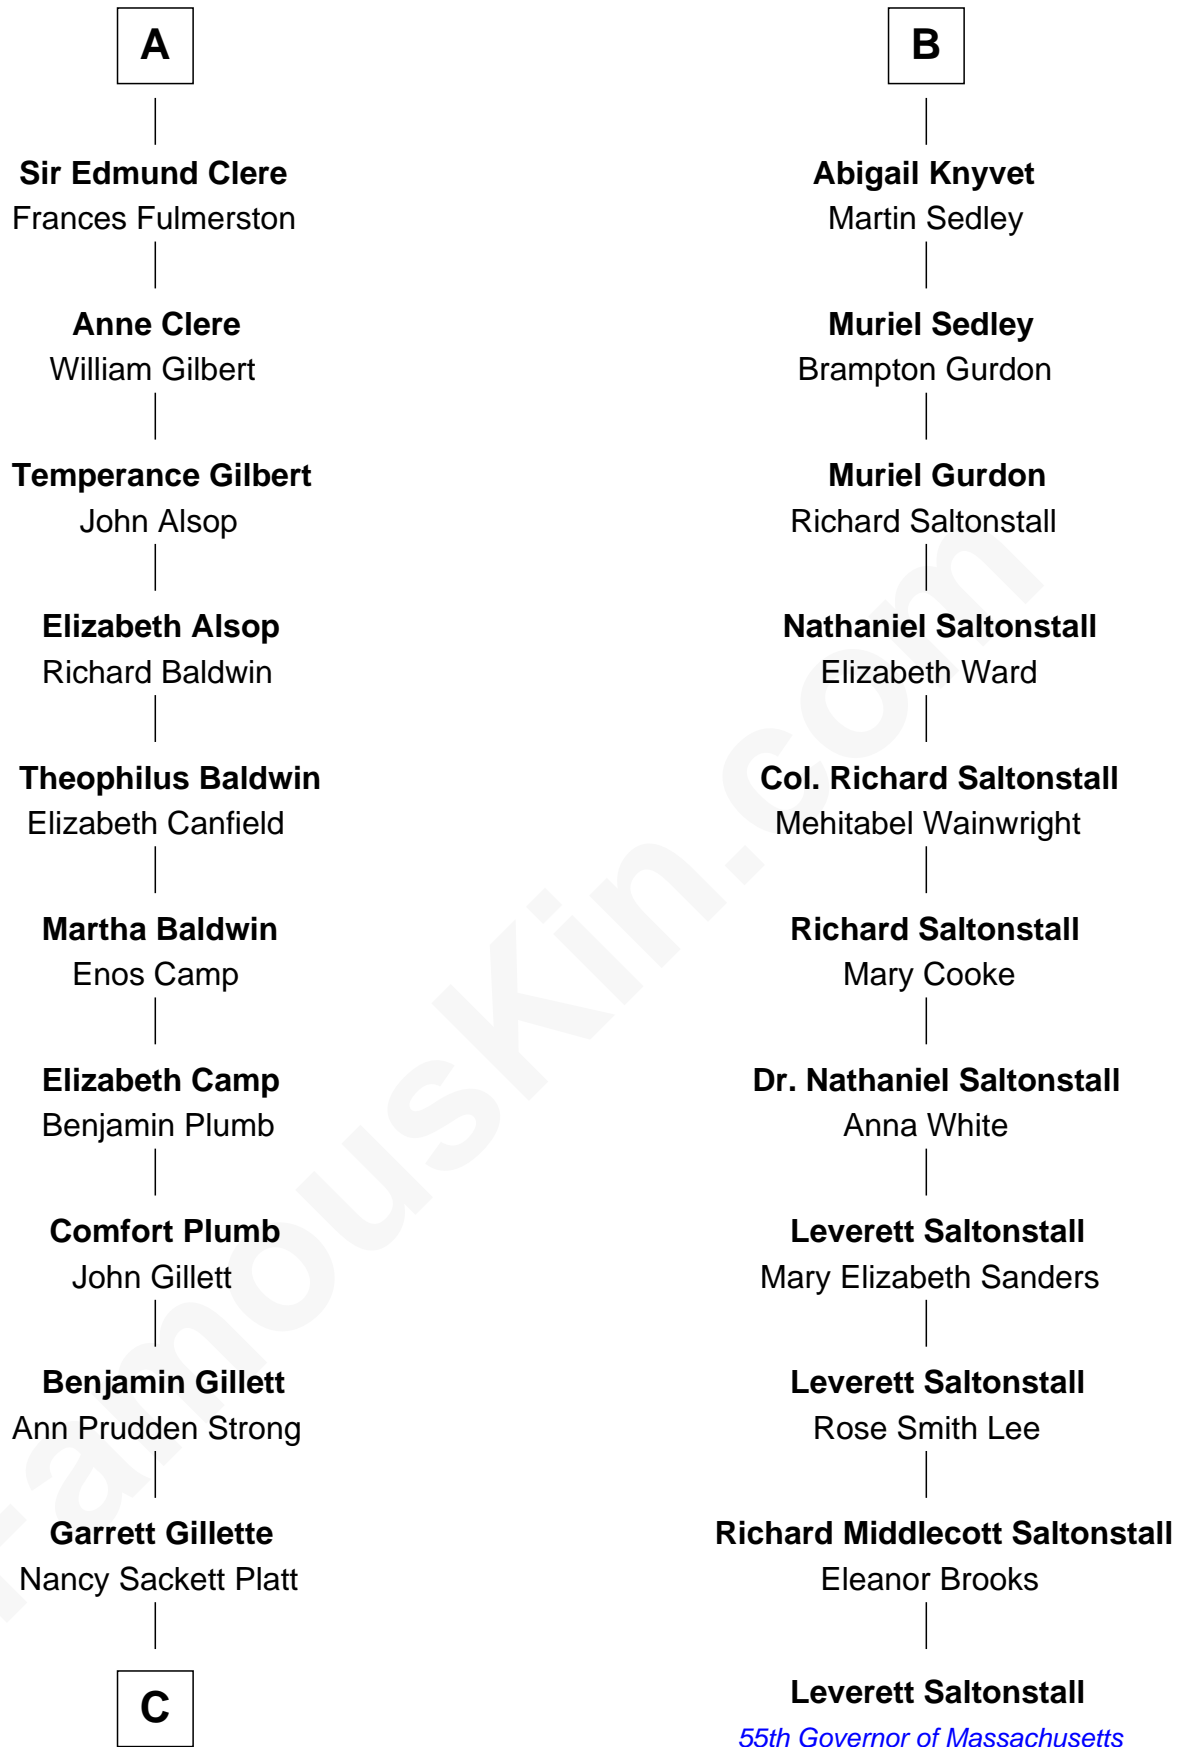 A
Sir Edmund Clere
Frances Fulmerston
Anne Clere
William Gilbert
Temperance Gilbert
John Alsop
Elizabeth Alsop
Richard Baldwin
Theophilus Baldwin
Elizabeth Canfield
Martha Baldwin
Enos Camp
Elizabeth Camp
Benjamin Plumb
Comfort Plumb
John Gillett
Benjamin Gillett
Ann Prudden Strong
Garrett Gillette
Nancy Sackett Platt
C
B
Abigail Knyvet
Martin Sedley
Muriel Sedley
Brampton Gurdon
Muriel Gurdon
Richard Saltonstall
Nathaniel Saltonstall
Elizabeth Ward
Col. Richard Saltonstall
Mehitabel Wainwright
Richard Saltonstall
Mary Cooke
Dr. Nathaniel Saltonstall
Anna White
Leverett Saltonstall
Mary Elizabeth Sanders
Leverett Saltonstall
Rose Smith Lee
Richard Middlecott Saltonstall
Eleanor Brooks
Leverett Saltonstall
55th Governor of Massachusetts
FamousKin.com